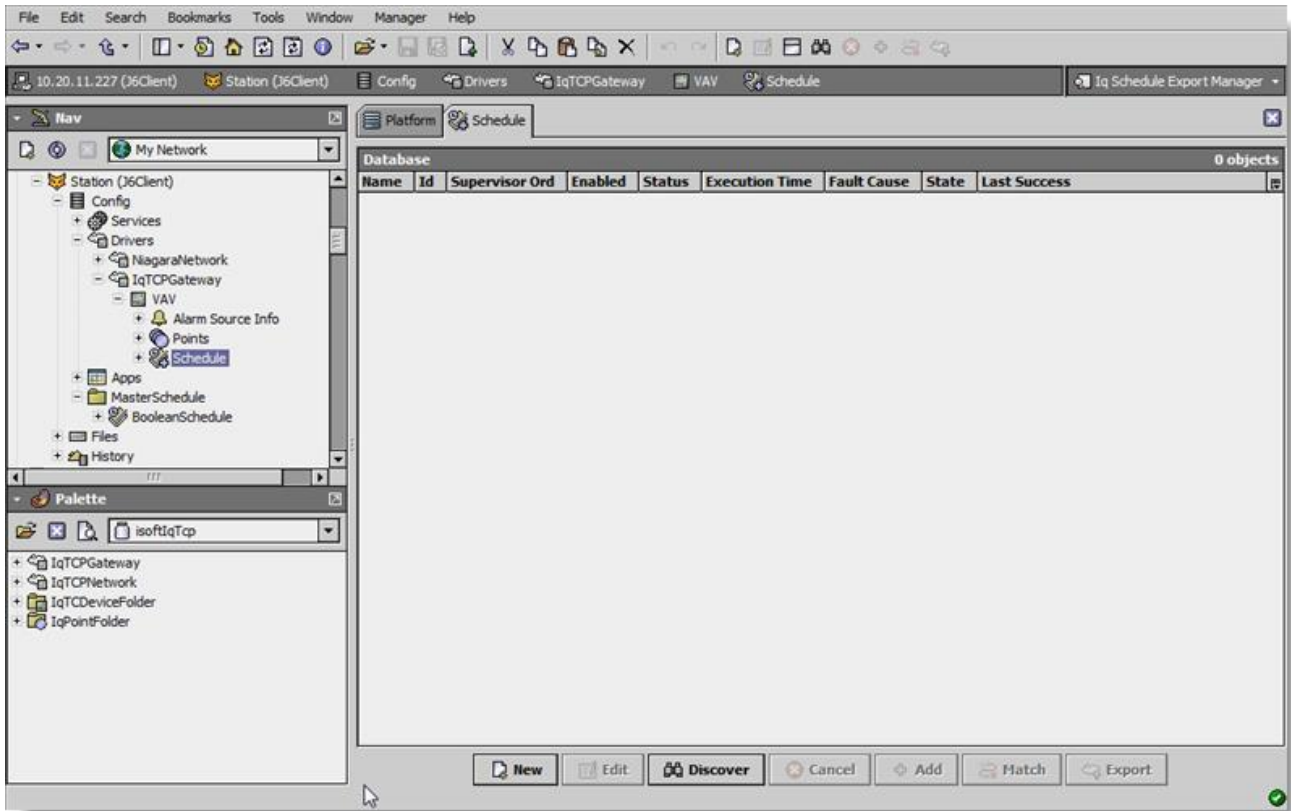 File Edit Search Bookmarks Tools Window Manager Help
10.20.11.227 (J6Client) Station (J6Client) Config Drivers IqTCPGateway VAV Schedule Iq Schedule Export Manager
Nav
My Network
Station (J6Client)
Config
Services
Drivers
NiagaraNetwork
IqTCPGateway
VAV
Alarm Source Info
Points
Schedule
Apps
MasterSchedule
BooleanSchedule
Files
History
Palette
isoftIqTcp
IqTCPGateway
IqTCPNetwork
IqTCDeviceFolder
IqPointFolder
Platform Schedule
Database 0 objects
Name Id Supervisor Ord Enabled Status Execution Time Fault Cause State Last Success
New Edit Discover Cancel Add Match Export